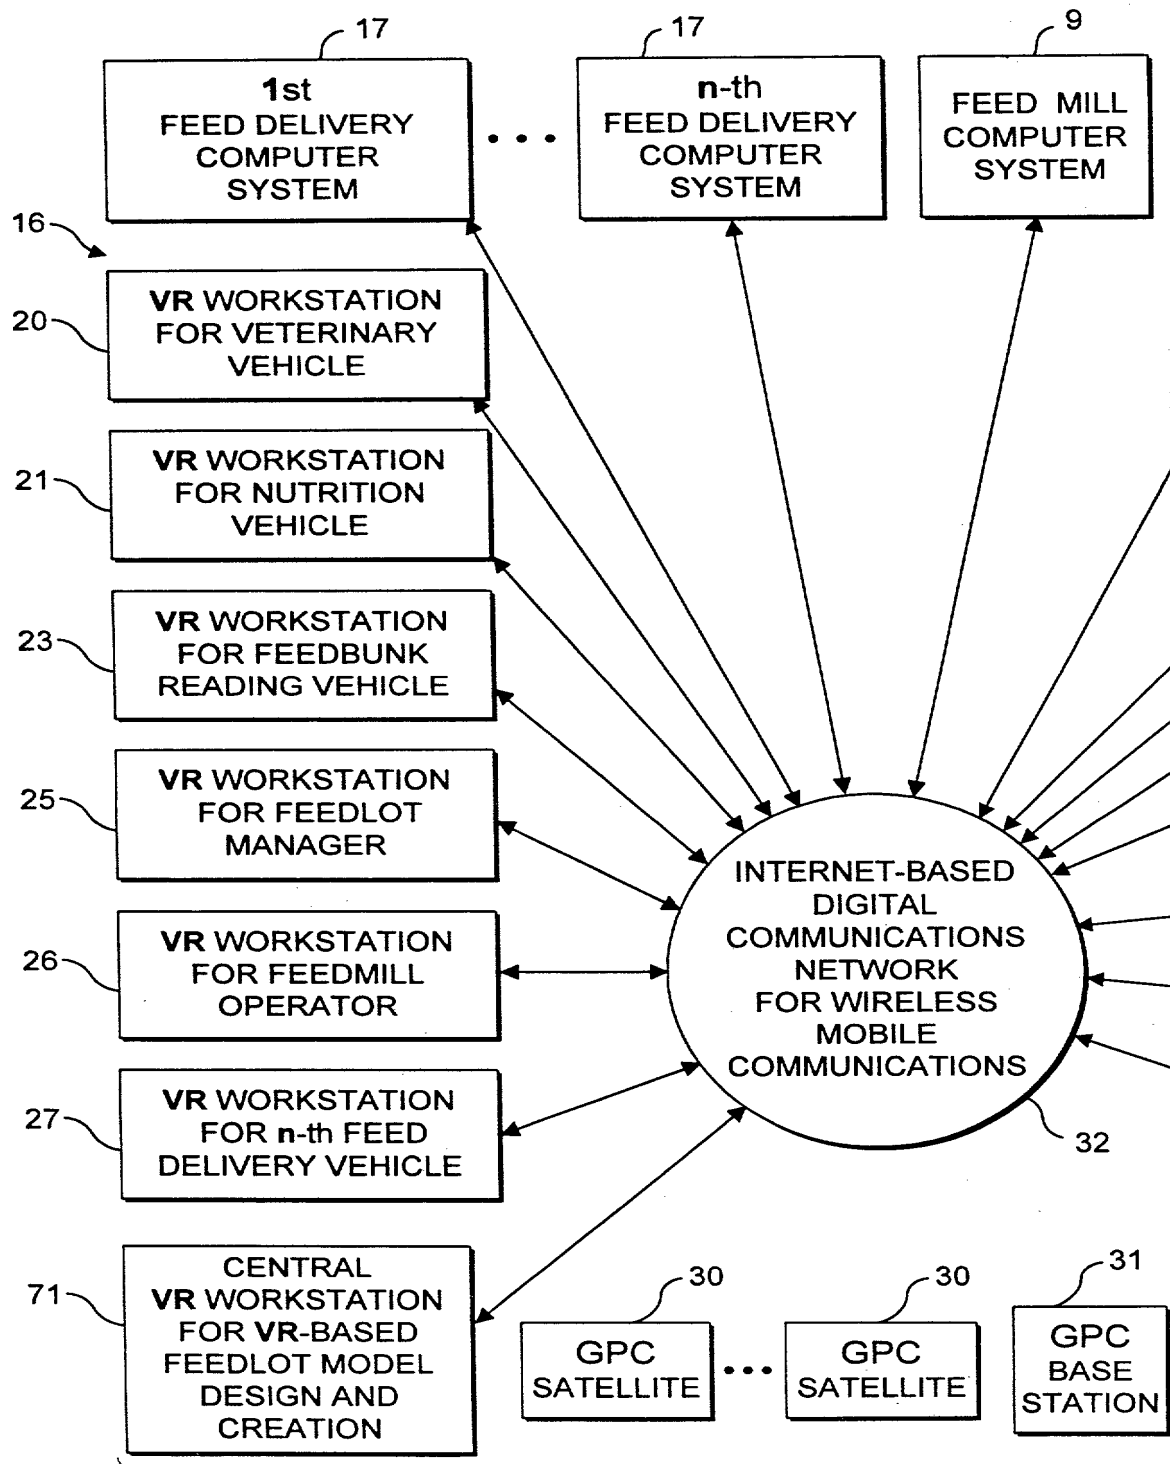 17
1st
FEED DELIVERY
COMPUTER
SYSTEM
17
n-th
FEED DELIVERY
COMPUTER
SYSTEM
9
FEED MILL
COMPUTER
SYSTEM
16
20
VR WORKSTATION
FOR VETERINARY
VEHICLE
21
VR WORKSTATION
FOR NUTRITION
VEHICLE
23
VR WORKSTATION
FOR FEEDBUNK
READING VEHICLE
25
VR WORKSTATION
FOR FEEDLOT
MANAGER
26
VR WORKSTATION
FOR FEEDMILL
OPERATOR
27
VR WORKSTATION
FOR n-th FEED
DELIVERY VEHICLE
INTERNET-BASED
DIGITAL
COMMUNICATIONS
NETWORK
FOR WIRELESS
MOBILE
COMMUNICATIONS
32
71
CENTRAL
VR WORKSTATION
FOR VR-BASED
FEEDLOT MODEL
DESIGN AND
CREATION
30
GPC
SATELLITE
30
GPC
SATELLITE
31
GPC
BASE
STATION